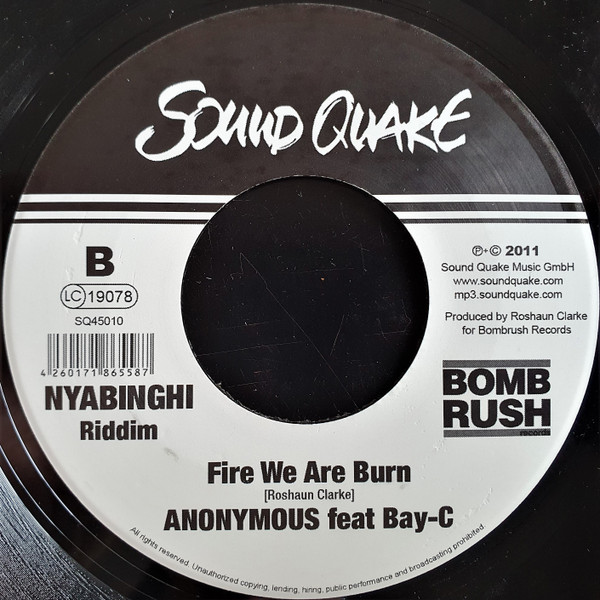 SOUND QUAKE
B
LC 19078
SQ45010
4 260171 865587
NYABINGHI
Riddim
℗+© 2011
Sound Quake Music GmbH
www.soundquake.com
mp3.soundquake.com
Produced by Roshaun Clarke
for Bombrush Records
BOMB
RUSH
records
Fire We Are Burn
[Roshaun Clarke]
ANONYMOUS feat Bay-C
All rights reserved. Unauthorized copying, lending, hiring, public performance and broadcasting prohibited.